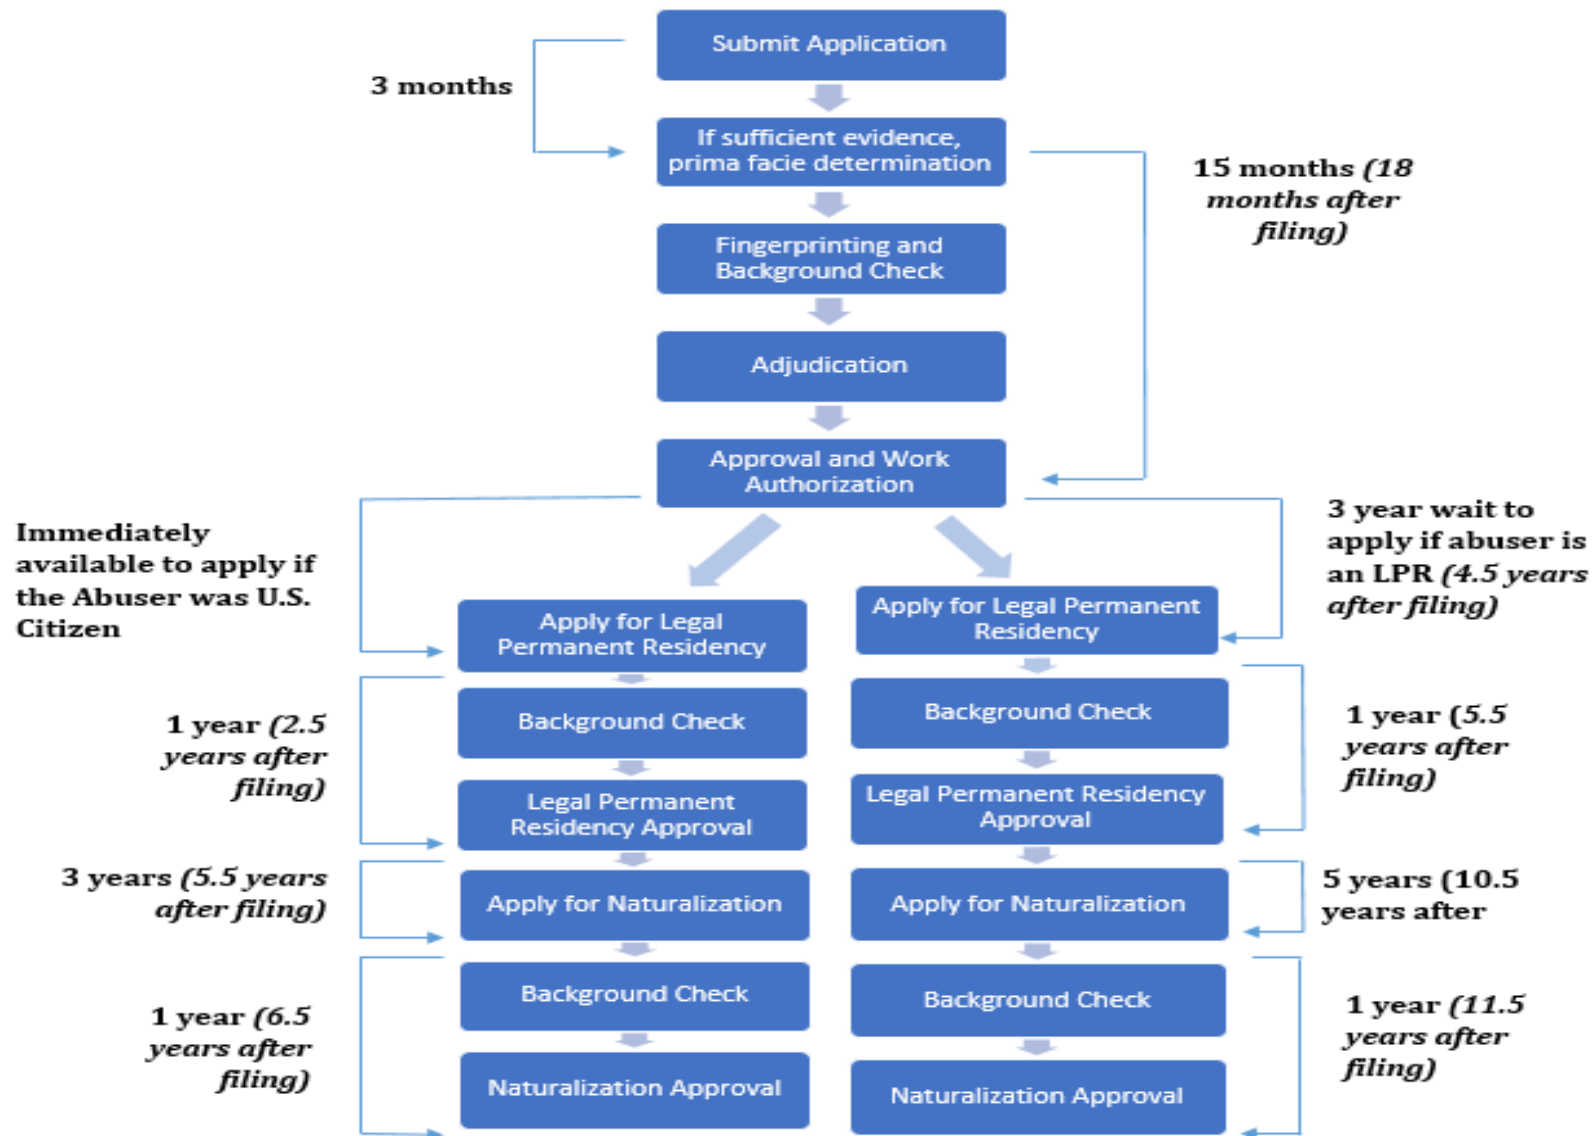 Submit Application
3 months
If sufficient evidence,
prima facie determination
15 months (18
months after
filing)
Fingerprinting and
Background Check
Adjudication
Approval and Work
Authorization
Immediately
available to apply if
the Abuser was U.S.
Citizen
3 year wait to
apply if abuser is
an LPR (4.5 years
after filing)
Apply for Legal
Permanent Residency
Apply for Legal Permanent
Residency
1 year (2.5
years after
filing)
Background Check
Background Check
1 year (5.5
years after
filing)
Legal Permanent
Residency Approval
Legal Permanent Residency
Approval
3 years (5.5 years
after filing)
Apply for Naturalization
Apply for Naturalization
5 years (10.5
years after
1 year (6.5
years after
filing)
Background Check
Background Check
1 year (11.5
years after
filing)
Naturalization Approval
Naturalization Approval